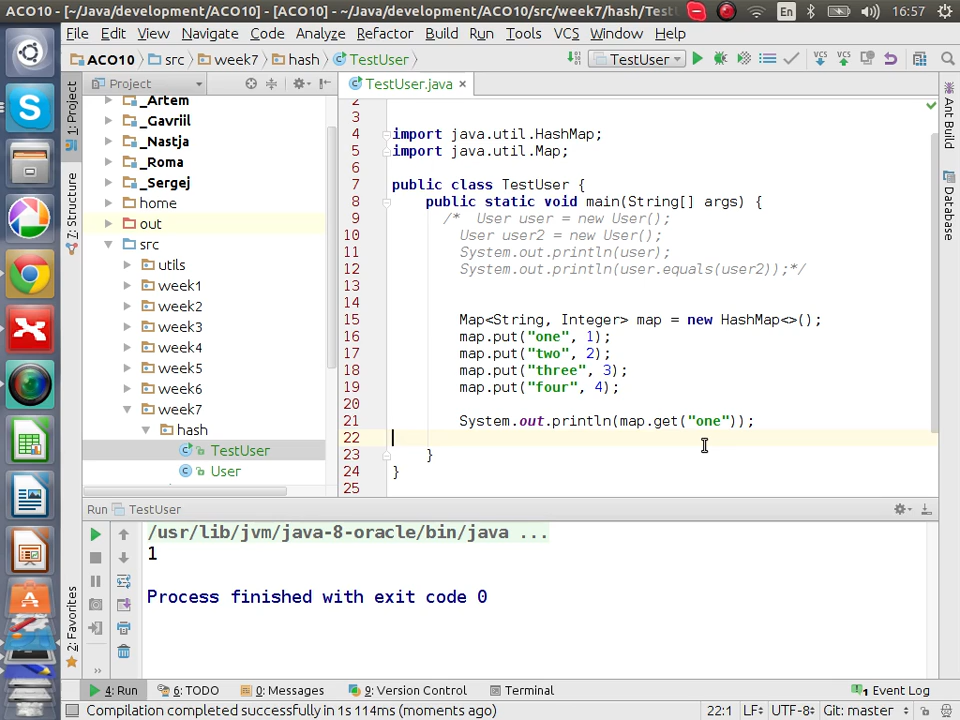 ACO10 - [~/Java/development/ACO10] - [ACO10] - ~/Java/development/ACO10/src/week7/hash/Test
En
16:57
File Edit View Navigate Code Analyze Refactor Build Run Tools VCS Window Help
ACO10 src week7 hash TestUser
TestUser
VCS VCS
Project
TestUser.java
1: Project
7: Structure
2: Favorites
Ant Build
Database
_Artem
_Gavriil
_Nastja
_Roma
_Sergej
home
out
src
utils
week1
week2
week3
week4
week5
week6
week7
hash
TestUser
User
2
3
4 import java.util.HashMap;
5 import java.util.Map;
6
7 public class TestUser {
8 public static void main(String[] args) {
9 /* User user = new User();
10 User user2 = new User();
11 System.out.println(user);
12 System.out.println(user.equals(user2));*/
13
14
15 Map<String, Integer> map = new HashMap<>();
16 map.put("one", 1);
17 map.put("two", 2);
18 map.put("three", 3);
19 map.put("four", 4);
20
21 System.out.println(map.get("one"));
22
23 }
24 }
25
Run TestUser
/usr/lib/jvm/java-8-oracle/bin/java ...
1
Process finished with exit code 0
4: Run 6: TODO 0: Messages 9: Version Control Terminal 1 Event Log
Compilation completed successfully in 1s 114ms (moments ago) 22:1 LF UTF-8 Git: master